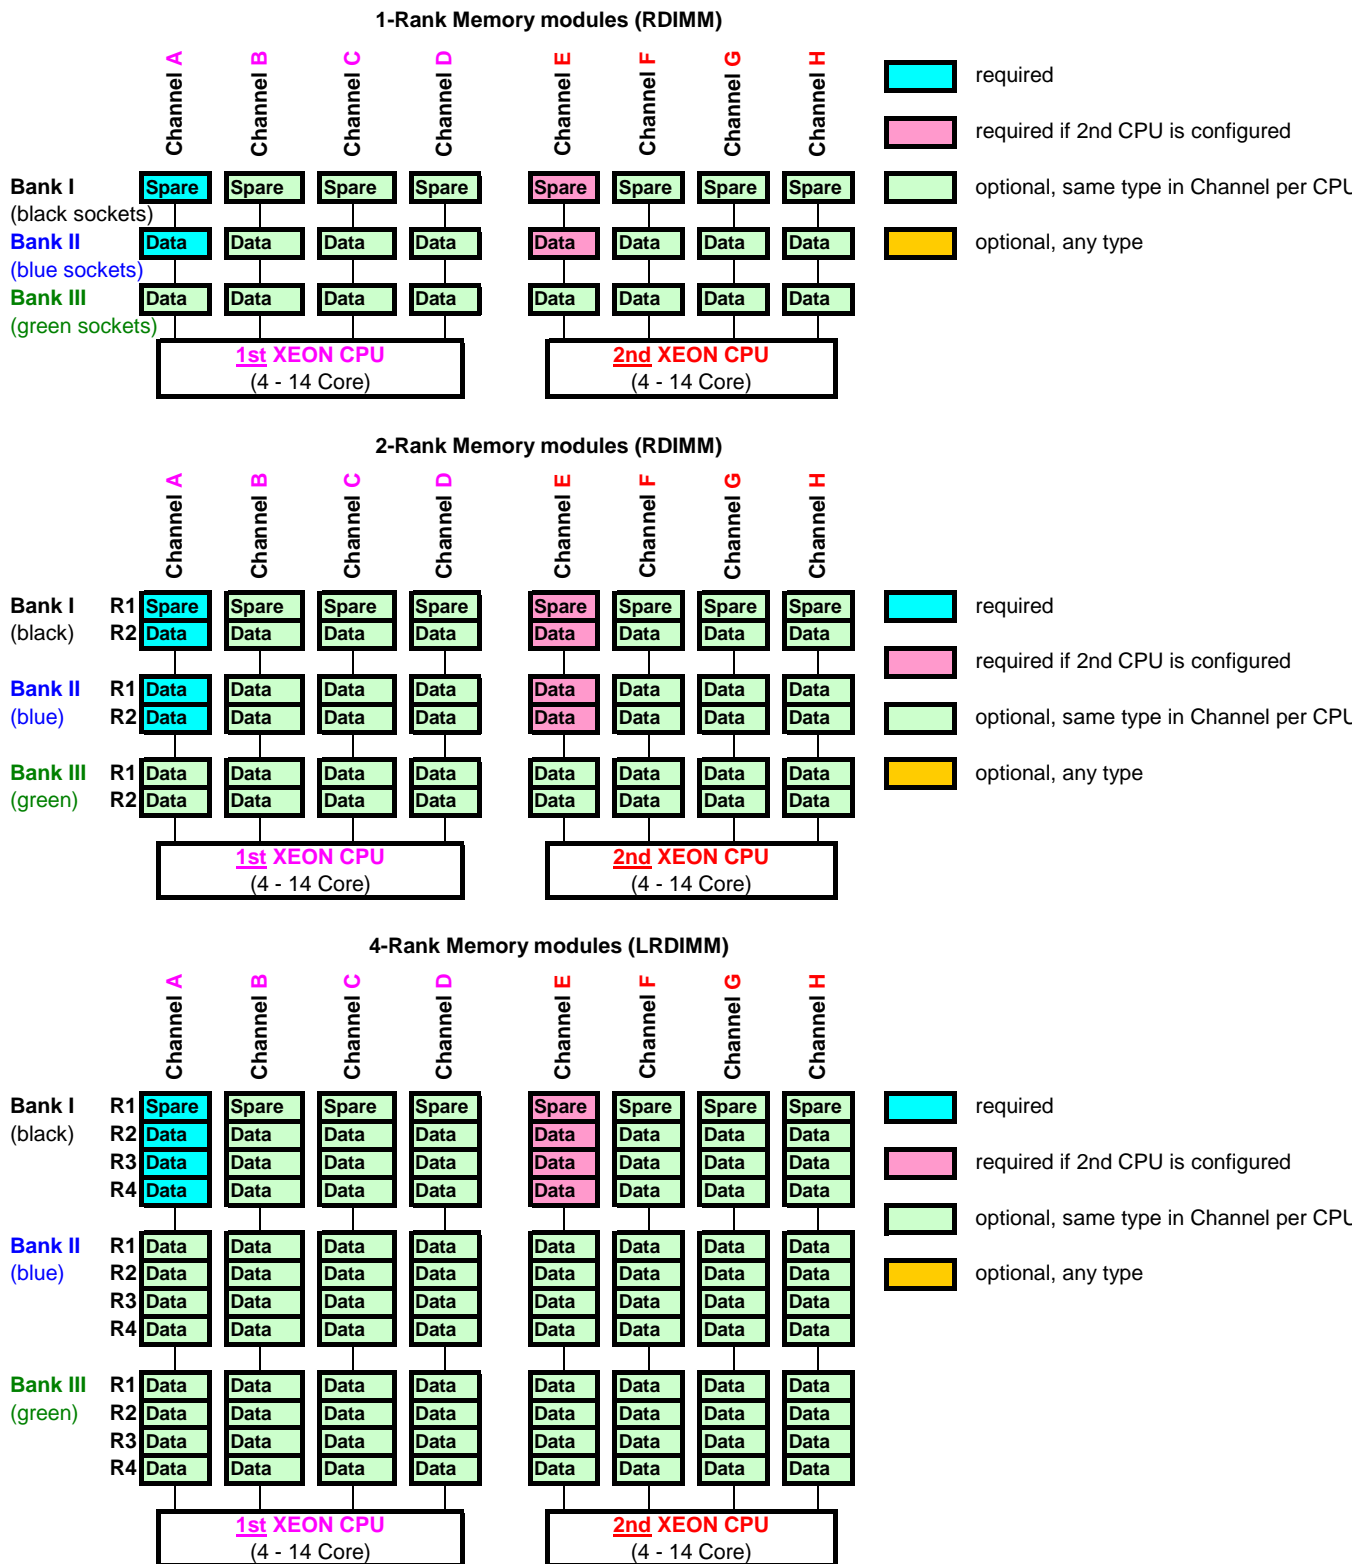 1-Rank Memory modules (RDIMM)
Channel A Channel B Channel C Channel D Channel E Channel F Channel G Channel H
required
required if 2nd CPU is configured
Bank I Spare Spare Spare Spare Spare Spare Spare Spare optional, same type in Channel per CPU
(black sockets)
Bank II Data Data Data Data Data Data Data Data optional, any type
(blue sockets)
Bank III Data Data Data Data Data Data Data Data
(green sockets)
1st XEON CPU 2nd XEON CPU
(4 - 14 Core) (4 - 14 Core)
2-Rank Memory modules (RDIMM)
Channel A Channel B Channel C Channel D Channel E Channel F Channel G Channel H
Bank I R1 Spare Spare Spare Spare Spare Spare Spare Spare required
(black) R2 Data Data Data Data Data Data Data Data
required if 2nd CPU is configured
Bank II R1 Data Data Data Data Data Data Data Data
(blue) R2 Data Data Data Data Data Data Data Data optional, same type in Channel per CPU
Bank III R1 Data Data Data Data Data Data Data Data optional, any type
(green) R2 Data Data Data Data Data Data Data Data
1st XEON CPU 2nd XEON CPU
(4 - 14 Core) (4 - 14 Core)
4-Rank Memory modules (LRDIMM)
Channel A Channel B Channel C Channel D Channel E Channel F Channel G Channel H
Bank I R1 Spare Spare Spare Spare Spare Spare Spare Spare required
(black) R2 Data Data Data Data Data Data Data Data
R3 Data Data Data Data Data Data Data Data required if 2nd CPU is configured
R4 Data Data Data Data Data Data Data Data
Bank II R1 Data Data Data Data Data Data Data Data optional, same type in Channel per CPU
(blue) R2 Data Data Data Data Data Data Data Data optional, any type
R3 Data Data Data Data Data Data Data Data
R4 Data Data Data Data Data Data Data Data
Bank III R1 Data Data Data Data Data Data Data Data
(green) R2 Data Data Data Data Data Data Data Data
R3 Data Data Data Data Data Data Data Data
R4 Data Data Data Data Data Data Data Data
1st XEON CPU 2nd XEON CPU
(4 - 14 Core) (4 - 14 Core)